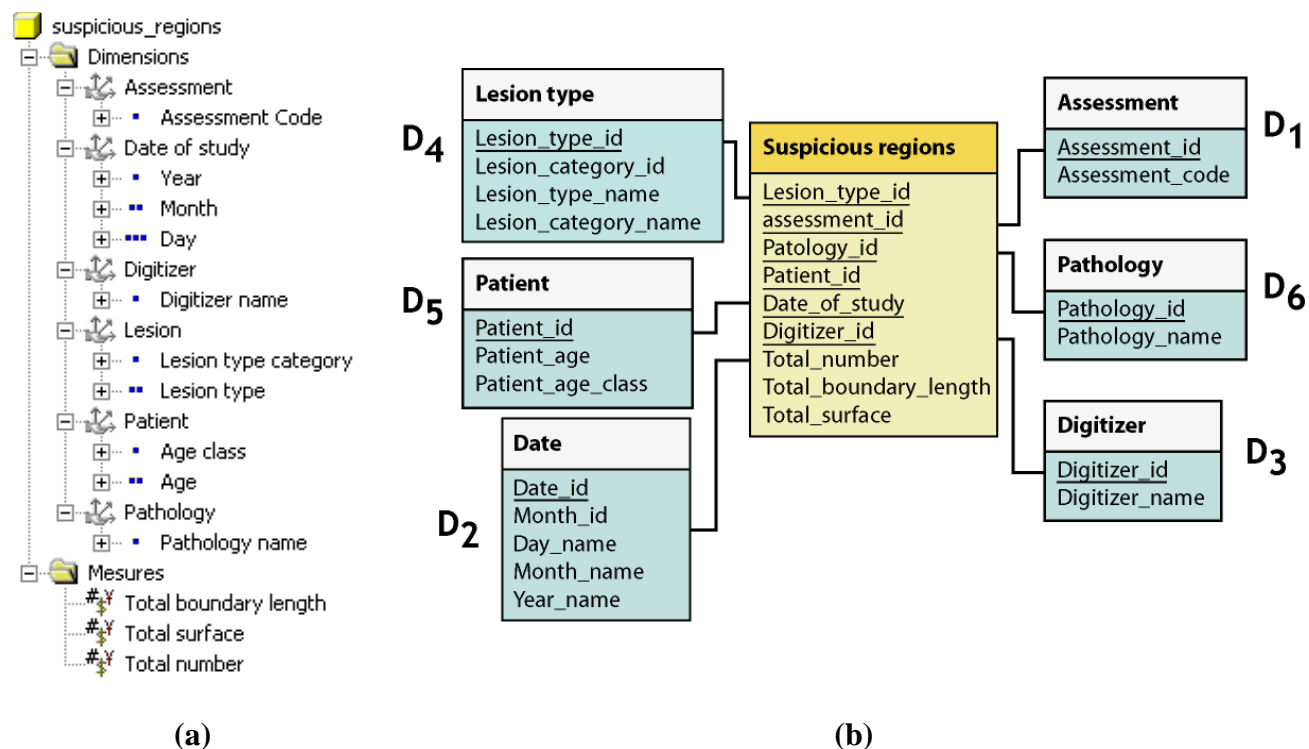 suspicious_regions
Dimensions
Assessment
Assessment Code
Date of study
Year
Month
Day
Digitizer
Digitizer name
Lesion
Lesion type category
Lesion type
Patient
Age class
Age
Pathology
Pathology name
Mesures
Total boundary length
Total surface
Total number
(a)
D4
Lesion type
Lesion_type_id
Lesion_category_id
Lesion_type_name
Lesion_category_name
D5
Patient
Patient_id
Patient_age
Patient_age_class
D2
Date
Date_id
Month_id
Day_name
Month_name
Year_name
Suspicious regions
Lesion_type_id
assessment_id
Patology_id
Patient_id
Date_of_study
Digitizer_id
Total_number
Total_boundary_length
Total_surface
Assessment
Assessment_id
Assessment_code
D1
Pathology
Pathology_id
Pathology_name
D6
Digitizer
Digitizer_id
Digitizer_name
D3
(b)